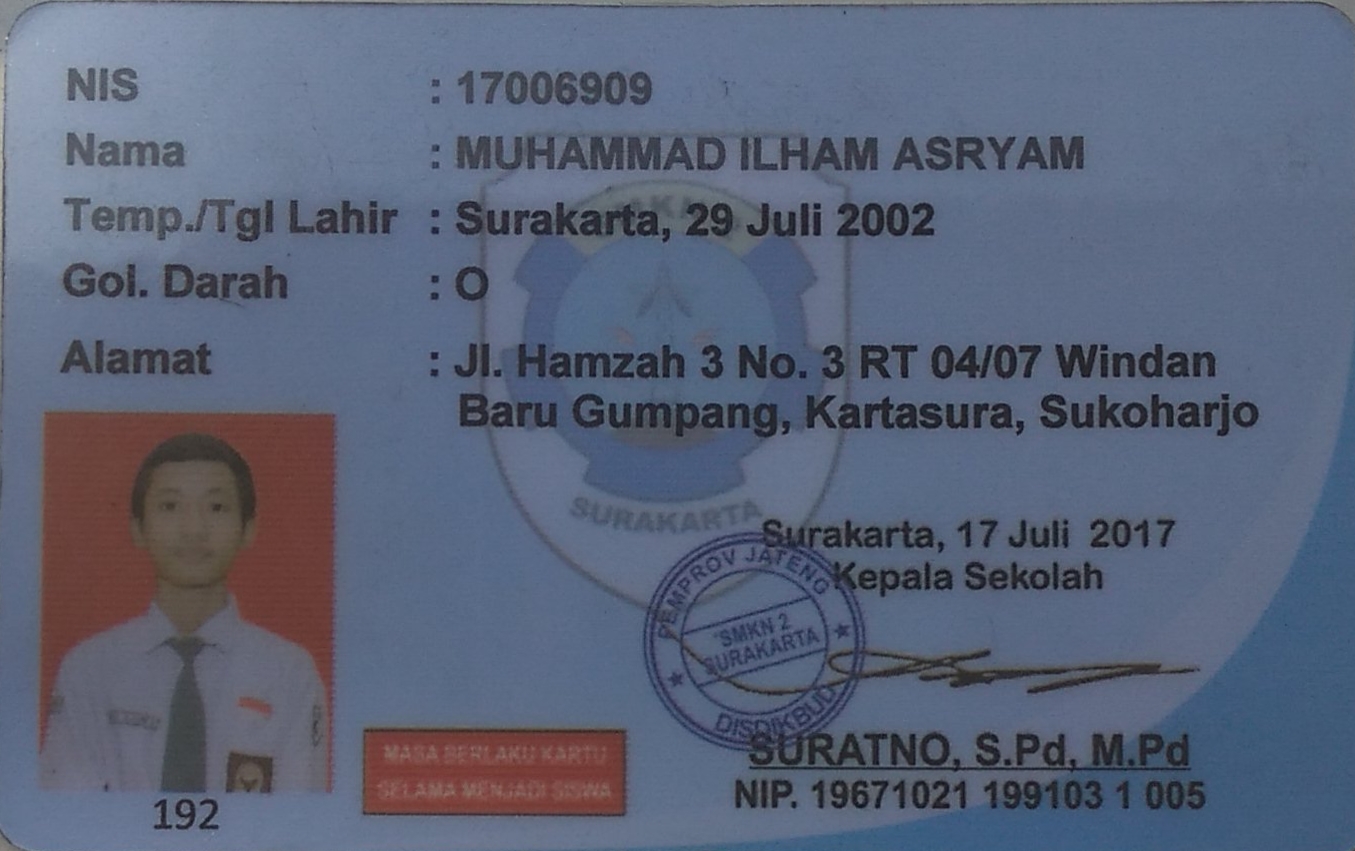 NIS : 17006909
Nama : MUHAMMAD ILHAM ASRYAM
Temp./Tgl Lahir : Surakarta, 29 Juli 2002
Gol. Darah : O
Alamat : Jl. Hamzah 3 No. 3 RT 04/07 Windan
Baru Gumpang, Kartasura, Sukoharjo
SURAKARTA
Surakarta, 17 Juli 2017
Kepala Sekolah
PEMPROV JATENG
SMKN 2
SURAKARTA
DISDIKBUD
SURATNO, S.Pd, M.Pd
NIP. 19671021 199103 1 005
MASA BERLAKU KARTU
SELAMA MENJADI SISWA
192